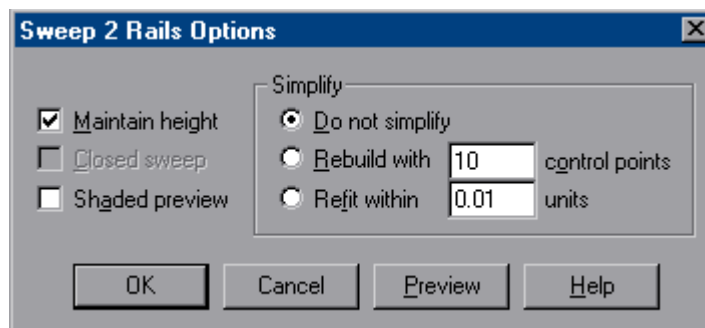 Sweep 2 Rails Options
Simplify
Maintain height
Do not simplify
Closed sweep
Rebuild with 10 control points
Shaded preview
Refit within 0.01 units
OK
Cancel
Preview
Help